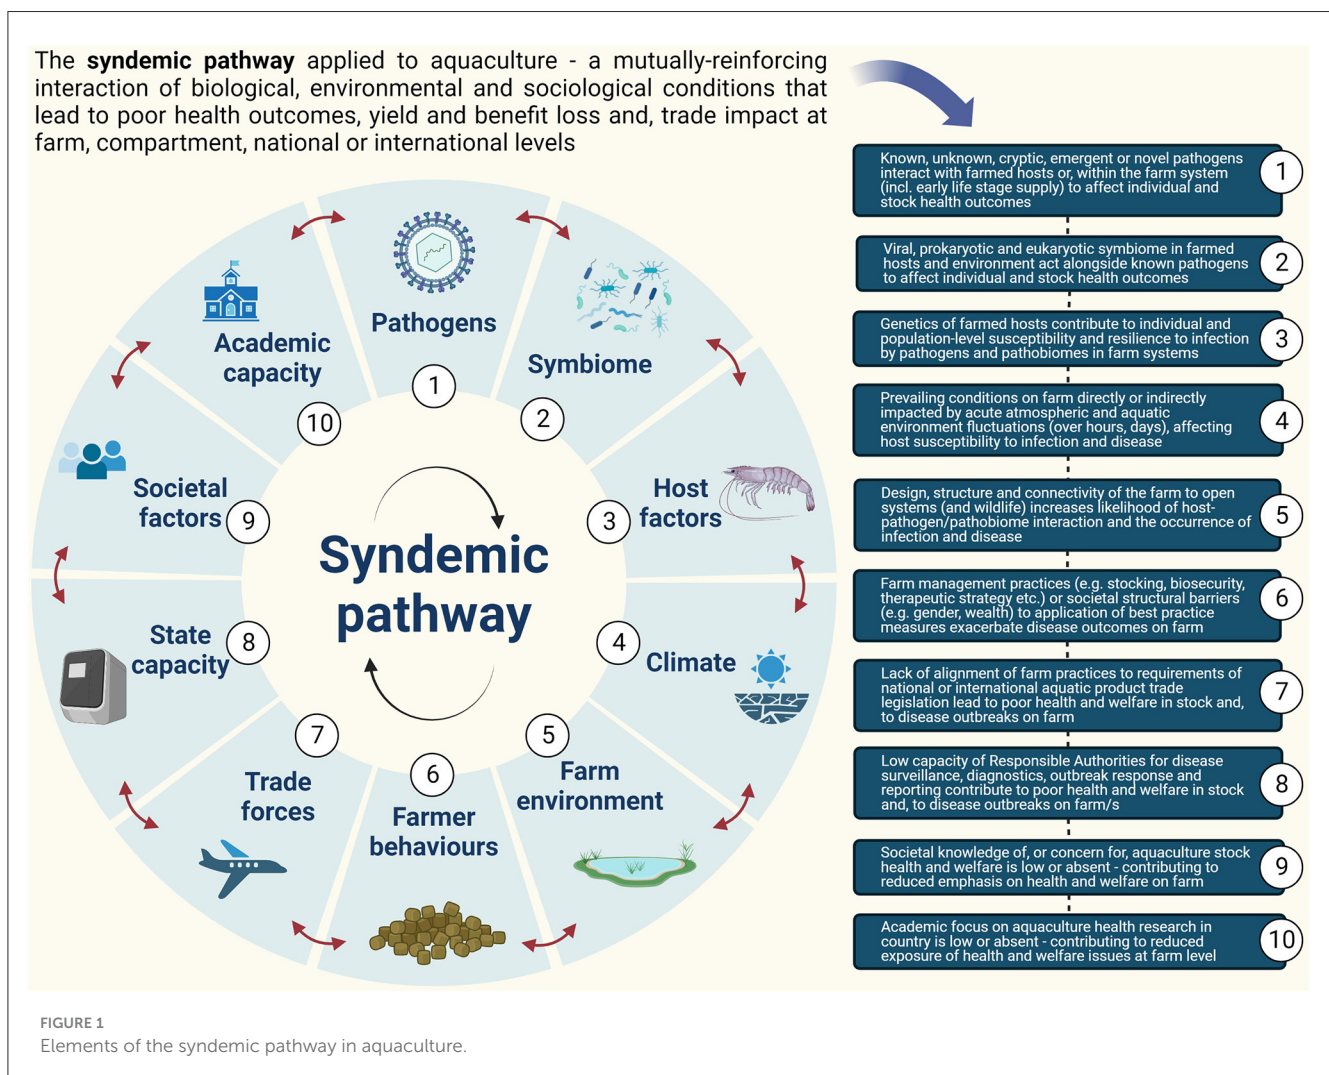 The syndemic pathway applied to aquaculture - a mutually-reinforcing
interaction of biological, environmental and sociological conditions that
lead to poor health outcomes, yield and benefit loss and, trade impact at
farm, compartment, national or international levels
Pathogens
1
Symbiome
2
Host
factors
3
Climate
4
Farm
environment
5
Farmer
behaviours
6
Trade
forces
7
State
capacity
8
Societal
factors
9
Academic
capacity
10
Syndemic
pathway
Known, unknown, cryptic, emergent or novel pathogens
interact with farmed hosts or, within the farm system
(incl. early life stage supply) to affect individual and
stock health outcomes
1
Viral, prokaryotic and eukaryotic symbiome in farmed
hosts and environment act alongside known pathogens
to affect individual and stock health outcomes
2
Genetics of farmed hosts contribute to individual and
population-level susceptibility and resilience to infection
by pathogens and pathobiomes in farm systems
3
Prevailing conditions on farm directly or indirectly
impacted by acute atmospheric and aquatic
environment fluctuations (over hours, days), affecting
host susceptibility to infection and disease
4
Design, structure and connectivity of the farm to open
systems (and wildlife) increases likelihood of host-
pathogen/pathobiome interaction and the occurrence of
infection and disease
5
Farm management practices (e.g. stocking, biosecurity,
therapeutic strategy etc.) or societal structural barriers
(e.g. gender, wealth) to application of best practice
measures exacerbate disease outcomes on farm
6
Lack of alignment of farm practices to requirements of
national or international aquatic product trade
legislation lead to poor health and welfare in stock and,
to disease outbreaks on farm
7
Low capacity of Responsible Authorities for disease
surveillance, diagnostics, outbreak response and
reporting contribute to poor health and welfare in stock
and, to disease outbreaks on farm/s
8
Societal knowledge of, or concern for, aquaculture stock
health and welfare is low or absent - contributing to
reduced emphasis on health and welfare on farm
9
Academic focus on aquaculture health research in
country is low or absent - contributing to reduced
exposure of health and welfare issues at farm level
10
FIGURE 1
Elements of the syndemic pathway in aquaculture.